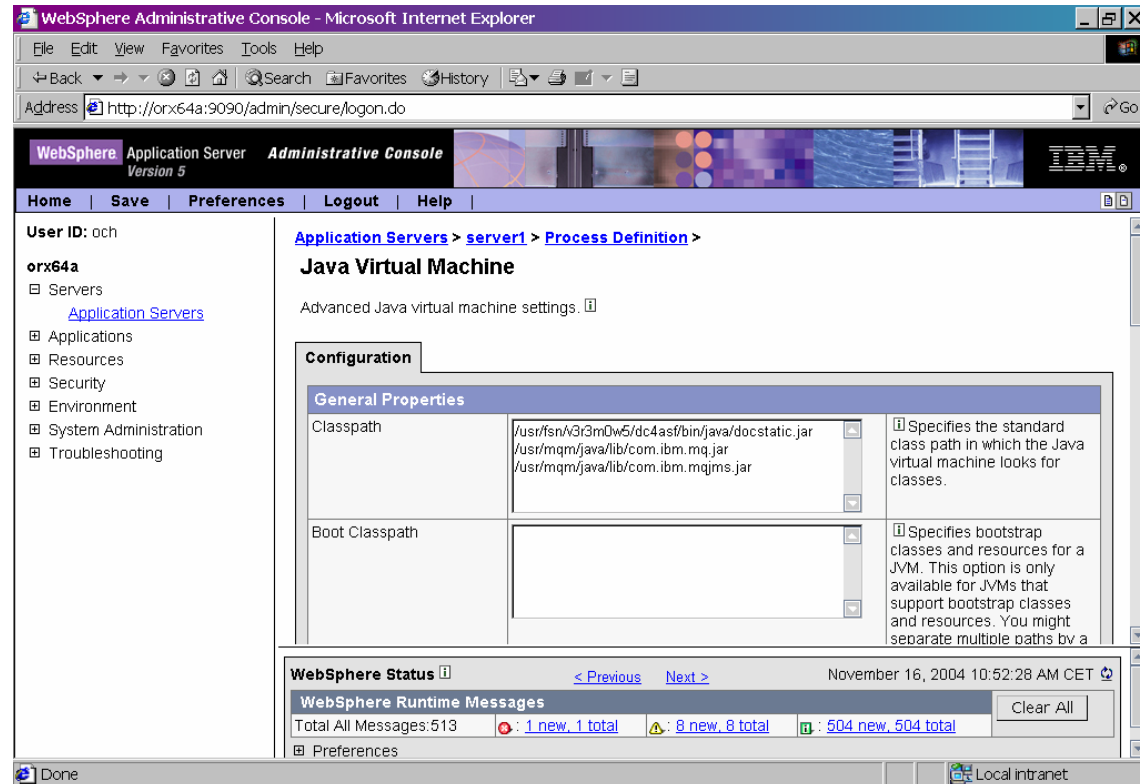 WebSphere Administrative Console - Microsoft Internet Explorer
File Edit View Favorites Tools Help
Back Search Favorites History
Address http://orx64a:9090/admin/secure/logon.do Go
WebSphere Application Server Administrative Console
Version 5
IBM.
Home | Save | Preferences | Logout | Help |
User ID: och
orx64a
Servers
Application Servers
Applications
Resources
Security
Environment
System Administration
Troubleshooting
Application Servers > server1 > Process Definition >
Java Virtual Machine
Advanced Java virtual machine settings. i
Configuration
General Properties
Classpath
/usr/fsn/v3r3m0w5/dc4asf/bin/java/docstatic.jar
/usr/mqm/java/lib/com.ibm.mq.jar
/usr/mqm/java/lib/com.ibm.mqjms.jar
i Specifies the standard
class path in which the Java
virtual machine looks for
classes.
Boot Classpath
i Specifies bootstrap
classes and resources for a
JVM. This option is only
available for JVMs that
support bootstrap classes
and resources. You might
separate multiple paths by a
WebSphere Status i < Previous Next > November 16, 2004 10:52:28 AM CET
WebSphere Runtime Messages
Clear All
Total All Messages:513 : 1 new, 1 total : 8 new, 8 total : 504 new, 504 total
Preferences
Done Local intranet